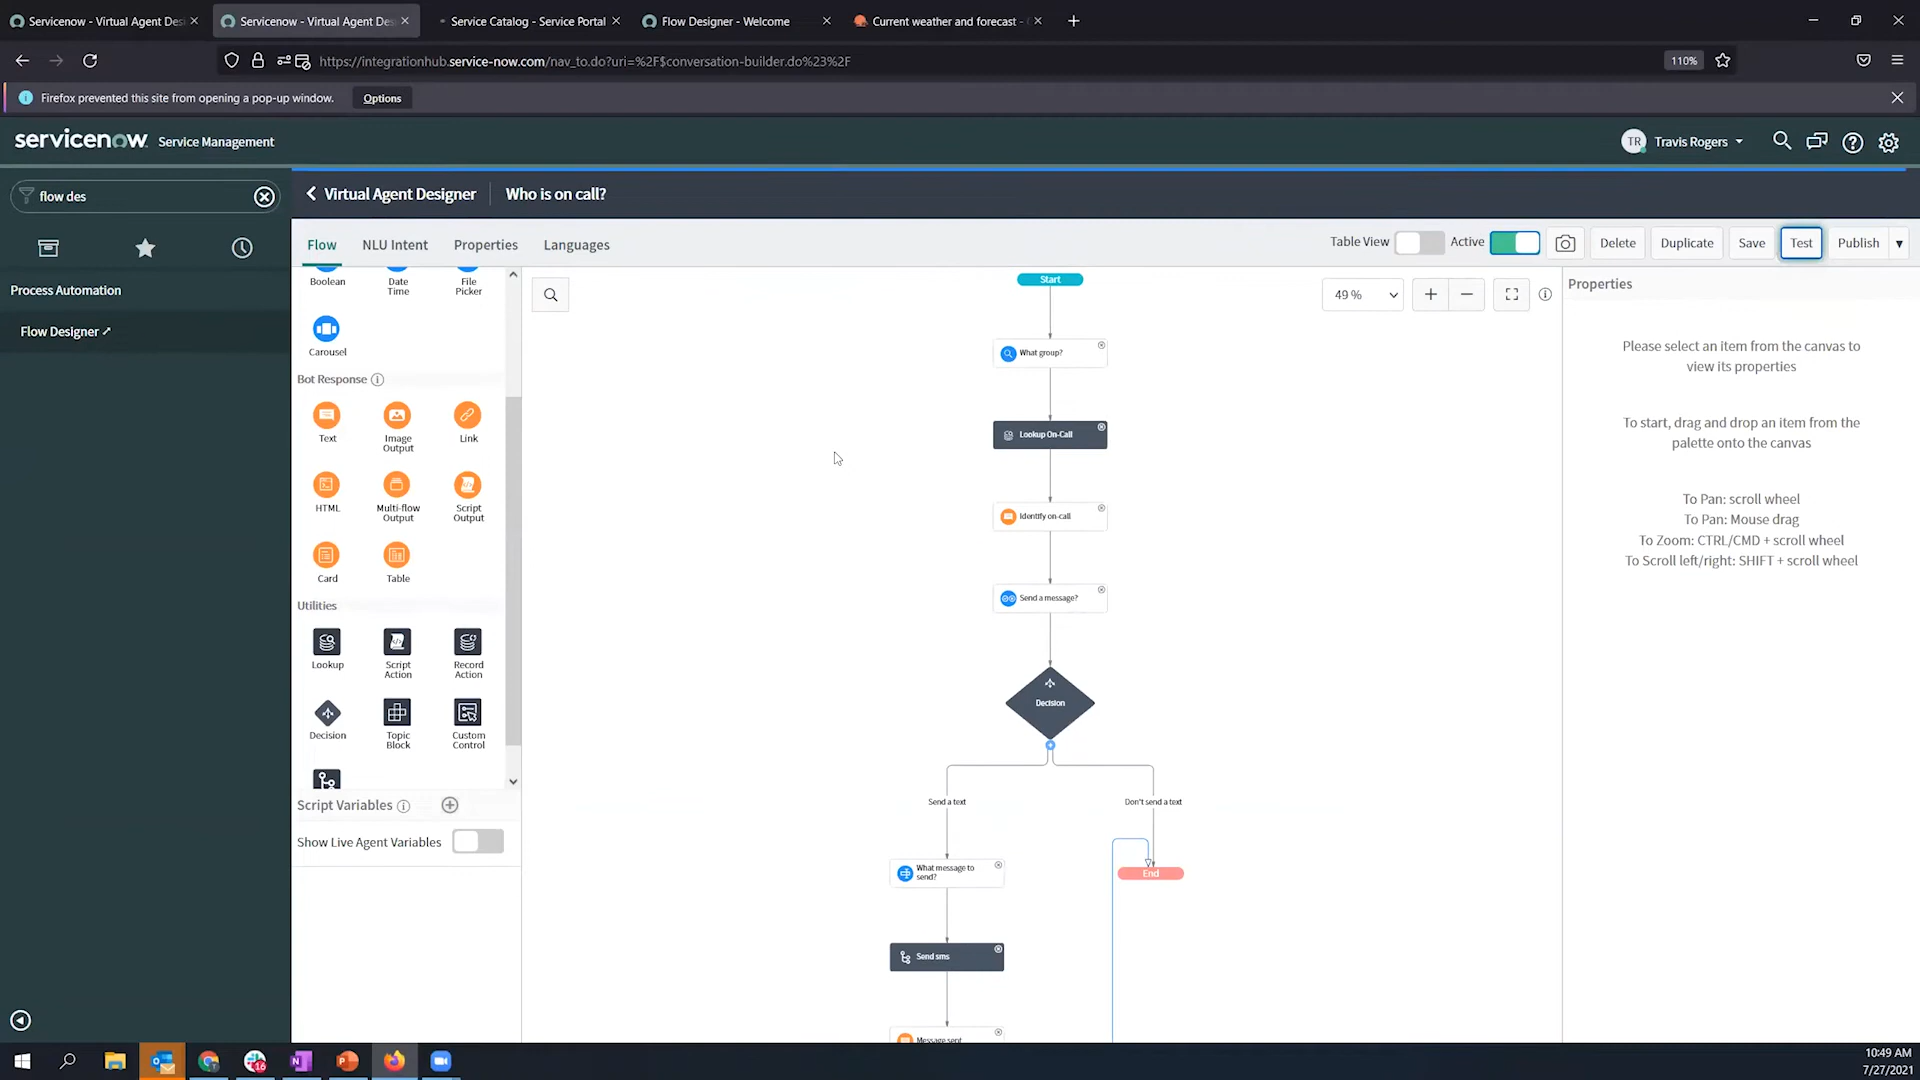 Servicenow - Virtual Agent Des
Servicenow - Virtual Agent Des
Service Catalog - Service Portal
Flow Designer - Welcome
Current weather and forecast -
https://integrationhub.service-now.com/nav_to.do?uri=%2F$conversation-builder.do%23%2F
110%
Firefox prevented this site from opening a pop-up window.
Options
servicenow
Service Management
TR
Travis Rogers
flow des
Process Automation
Flow Designer
Virtual Agent Designer
Who is on call?
Flow
NLU Intent
Properties
Languages
Table View
Active
Delete
Duplicate
Save
Test
Publish
Boolean
Date
Time
File
Picker
Carousel
Bot Response
Text
Image
Output
Link
HTML
Multi-flow
Output
Script
Output
Card
Table
Utilities
Lookup
Script
Action
Record
Action
Decision
Topic
Block
Custom
Control
Script Variables
Show Live Agent Variables
49 %
Start
What group?
Lookup On-Call
Identify on-call
Send a message?
Decision
Send a text
Don't send a text
What message to
send?
End
Send sms
Message sent
Properties
Please select an item from the canvas to
view its properties
To start, drag and drop an item from the
palette onto the canvas
To Pan: scroll wheel
To Pan: Mouse drag
To Zoom: CTRL/CMD + scroll wheel
To Scroll left/right: SHIFT + scroll wheel
16
10:49 AM
7/27/2021